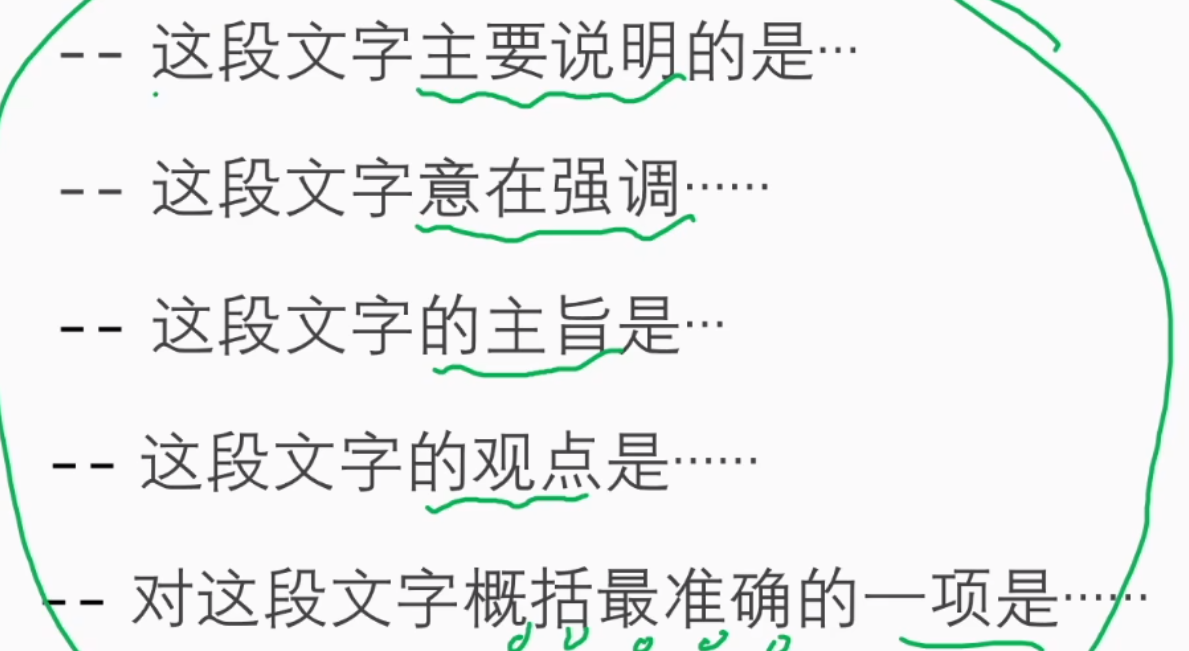 -- 这段文字主要说明的是…
-- 这段文字意在强调……
-- 这段文字的主旨是…
-- 这段文字的观点是……
-- 对这段文字概括最准确的一项是……